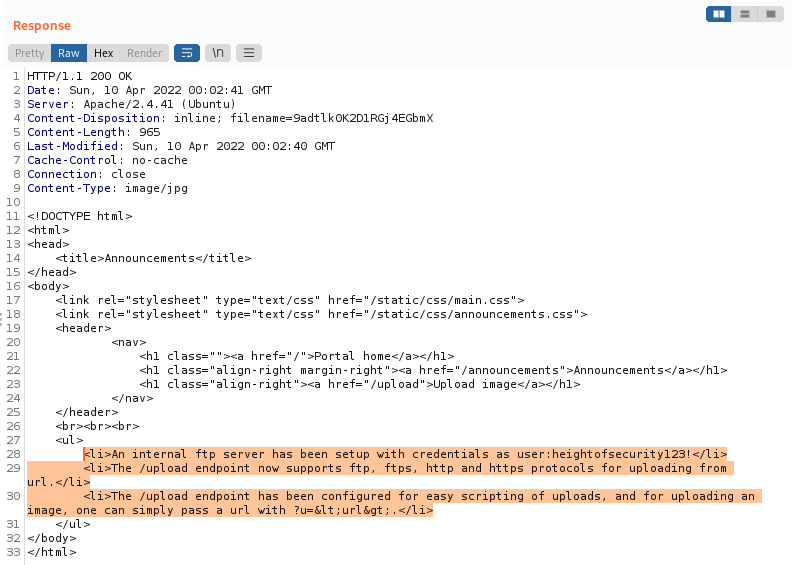 Response
Pretty Raw Hex Render \n
1 HTTP/1.1 200 OK
2 Date: Sun, 10 Apr 2022 00:02:41 GMT
3 Server: Apache/2.4.41 (Ubuntu)
4 Content-Disposition: inline; filename=9adtlk0K2D1RGj4EGbmX
5 Content-Length: 965
6 Last-Modified: Sun, 10 Apr 2022 00:02:40 GMT
7 Cache-Control: no-cache
8 Connection: close
9 Content-Type: image/jpg
10
11 <!DOCTYPE html>
12 <html>
13 <head>
14     <title>Announcements</title>
15 </head>
16 <body>
17     <link rel="stylesheet" type="text/css" href="/static/css/main.css">
18     <link rel="stylesheet" type="text/css" href="/static/css/announcements.css">
19     <header>
20             <nav>
21                 <h1 class=""><a href="/">Portal home</a></h1>
22                 <h1 class="align-right margin-right"><a href="/announcements">Announcements</a></h1>
23                 <h1 class="align-right"><a href="/upload">Upload image</a></h1>
24             </nav>
25     </header>
26     <br><br><br>
27     <ul>
28         <li>An internal ftp server has been setup with credentials as user:heightofsecurity123!</li>
29         <li>The /upload endpoint now supports ftp, ftps, http and https protocols for uploading from
url.</li>
30         <li>The /upload endpoint has been configured for easy scripting of uploads, and for uploading an
image, one can simply pass a url with ?u=&lt;url&gt;.</li>
31     </ul>
32 </body>
33 </html>